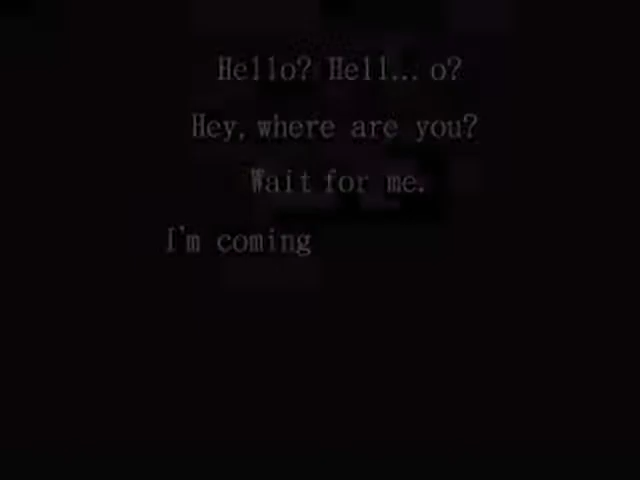 Hello? Hell... o?
Hey, where are you?
Wait for me.
I'm coming